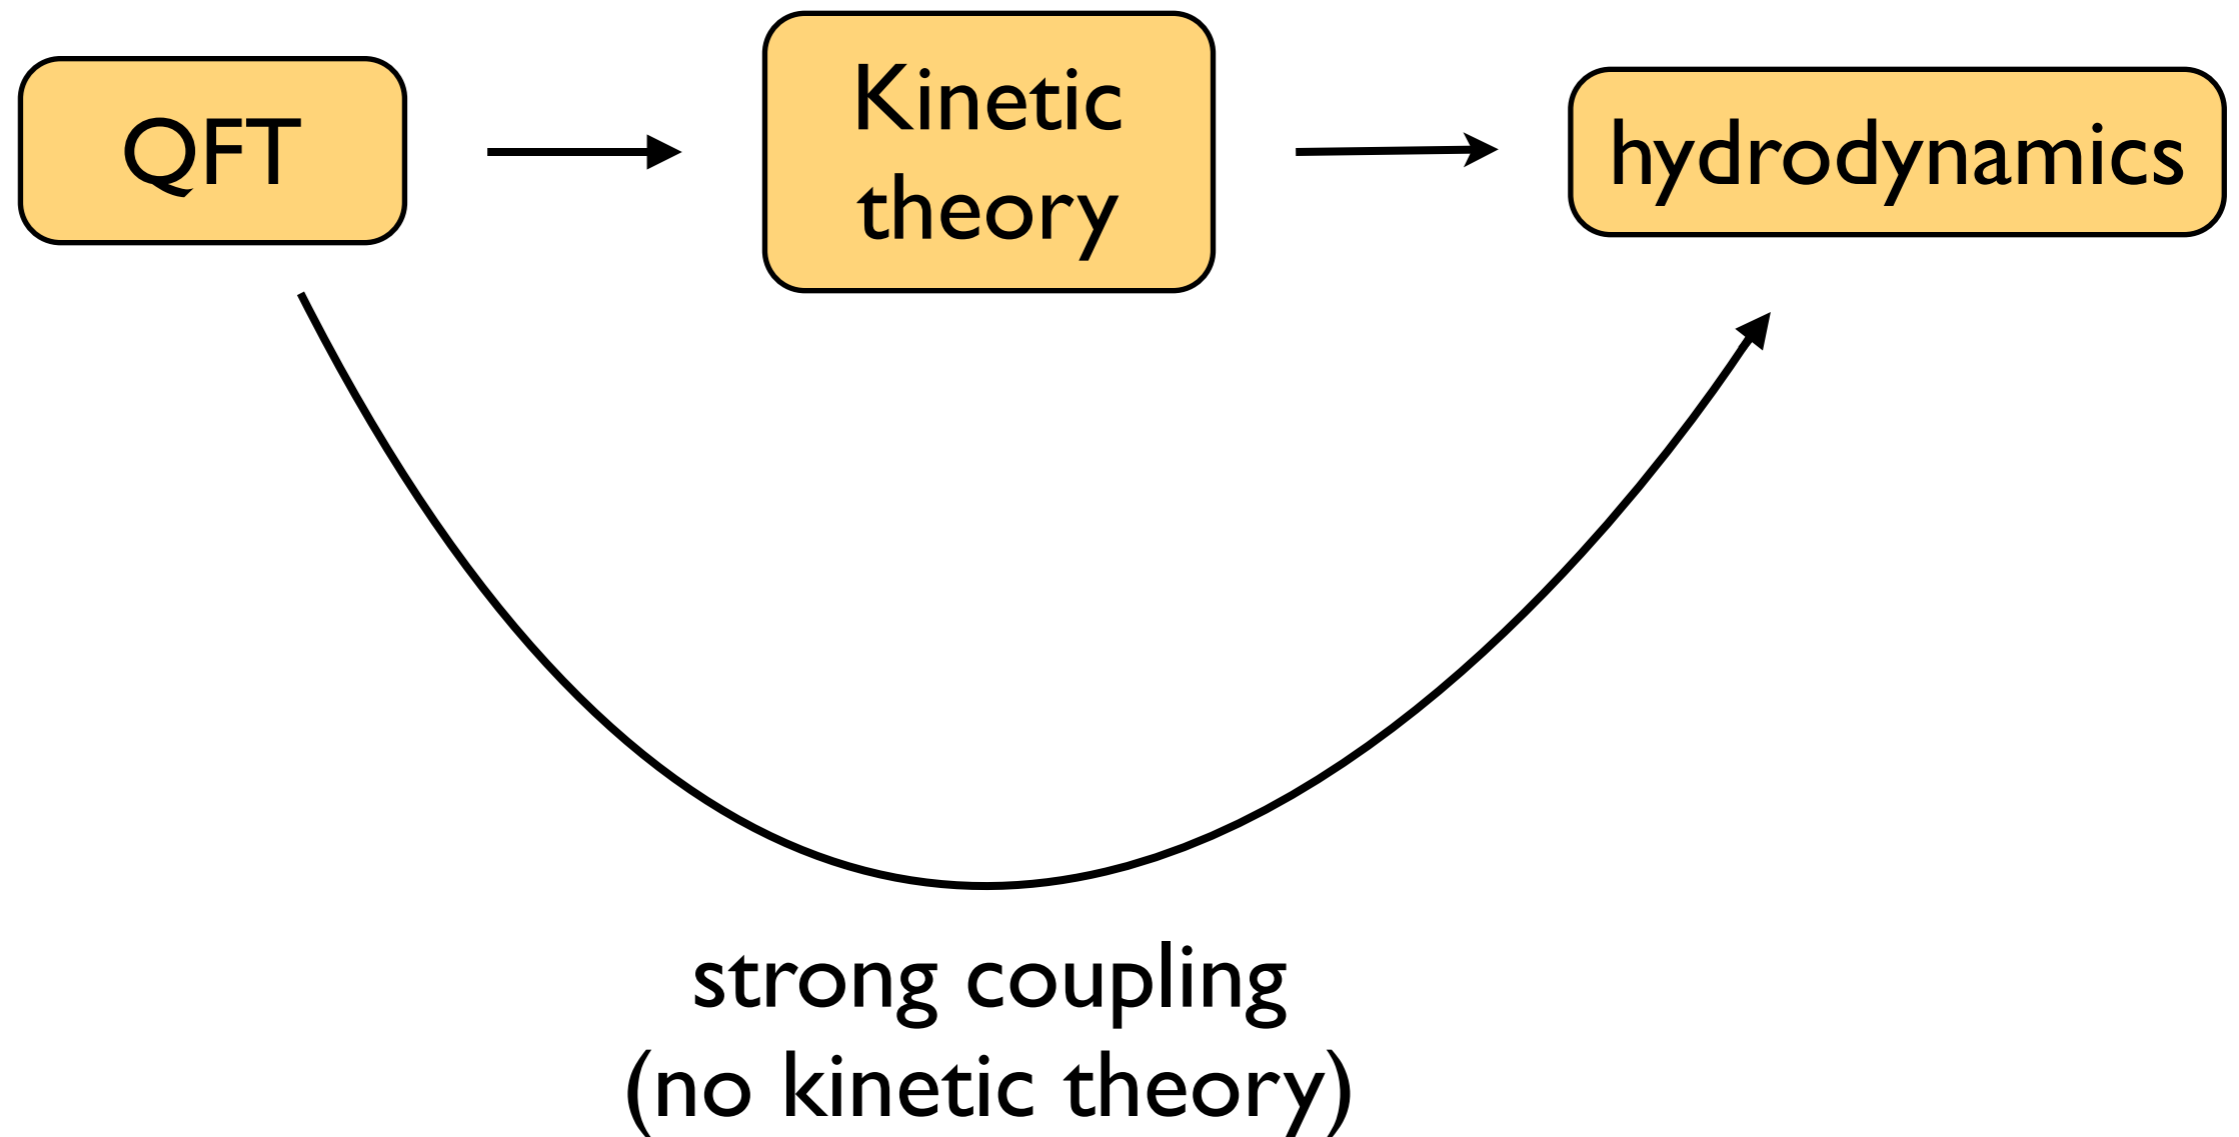 QFT
Kinetic
theory
hydrodynamics
strong coupling
(no kinetic theory)